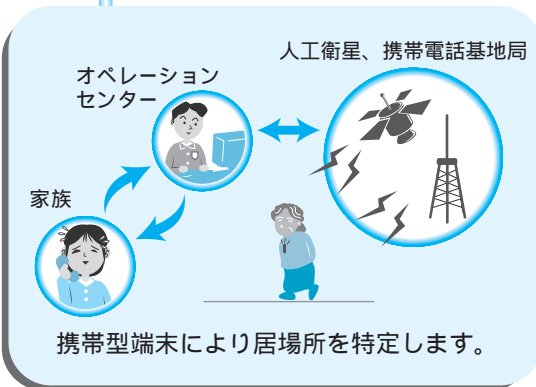 人工衛星、携帯電話基地局
オペレーション
センター
家族
携帯型端末により居場所を特定します。